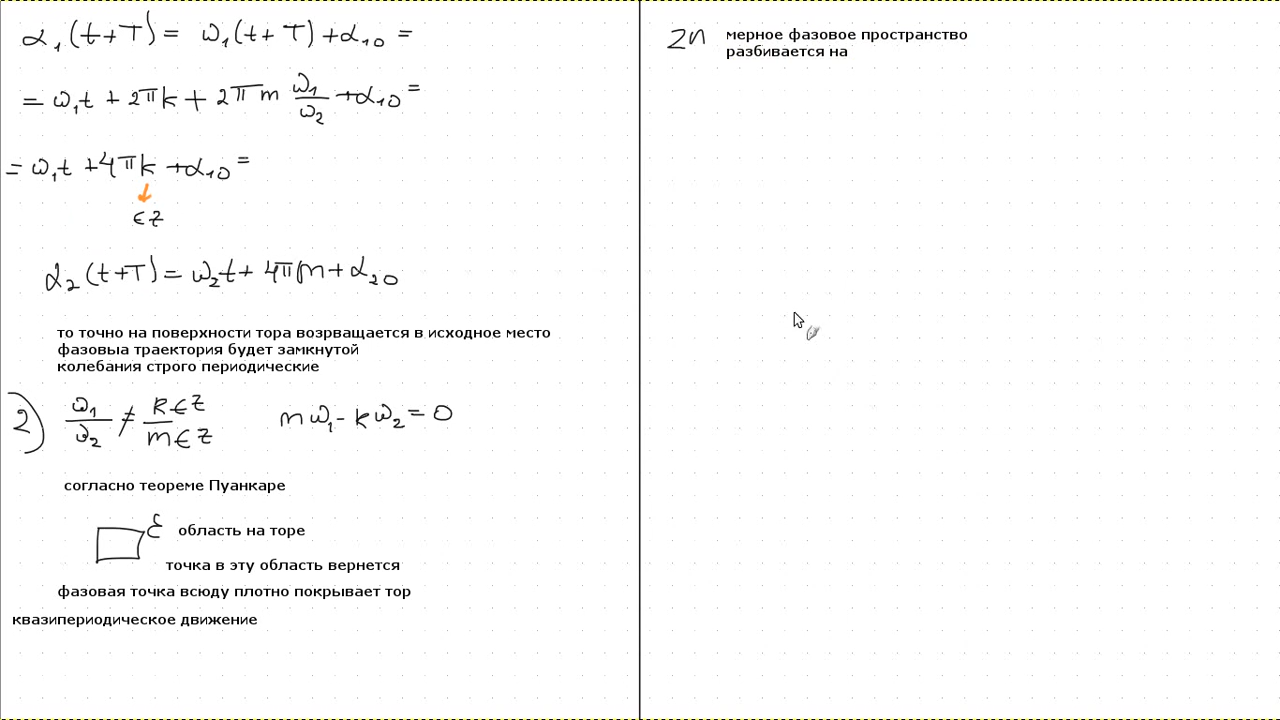 α₁(t+T) = ω₁(t+T) + α₁₀ =
= ω₁t + 2πk + 2πm ω₁/ω₂ + α₁₀ =
= ω₁t + 4πk + α₁₀ =
∈ Z
α₂(t+T) = ω₂t + 4πm + α₂₀
то точно на поверхности тора возрващается в исходное место
фазовыа траектория будет замкнутой
колебания строго периодические
2) ω₁/ω₂ ≠ k∈Z/m∈Z mω₁ - kω₂ = 0
согласно теореме Пуанкаре
ε область на торе
точка в эту область вернется
фазовая точка всюду плотно покрывает тор
квазипериодическое движение
2n мерное фазовое пространство
разбивается на